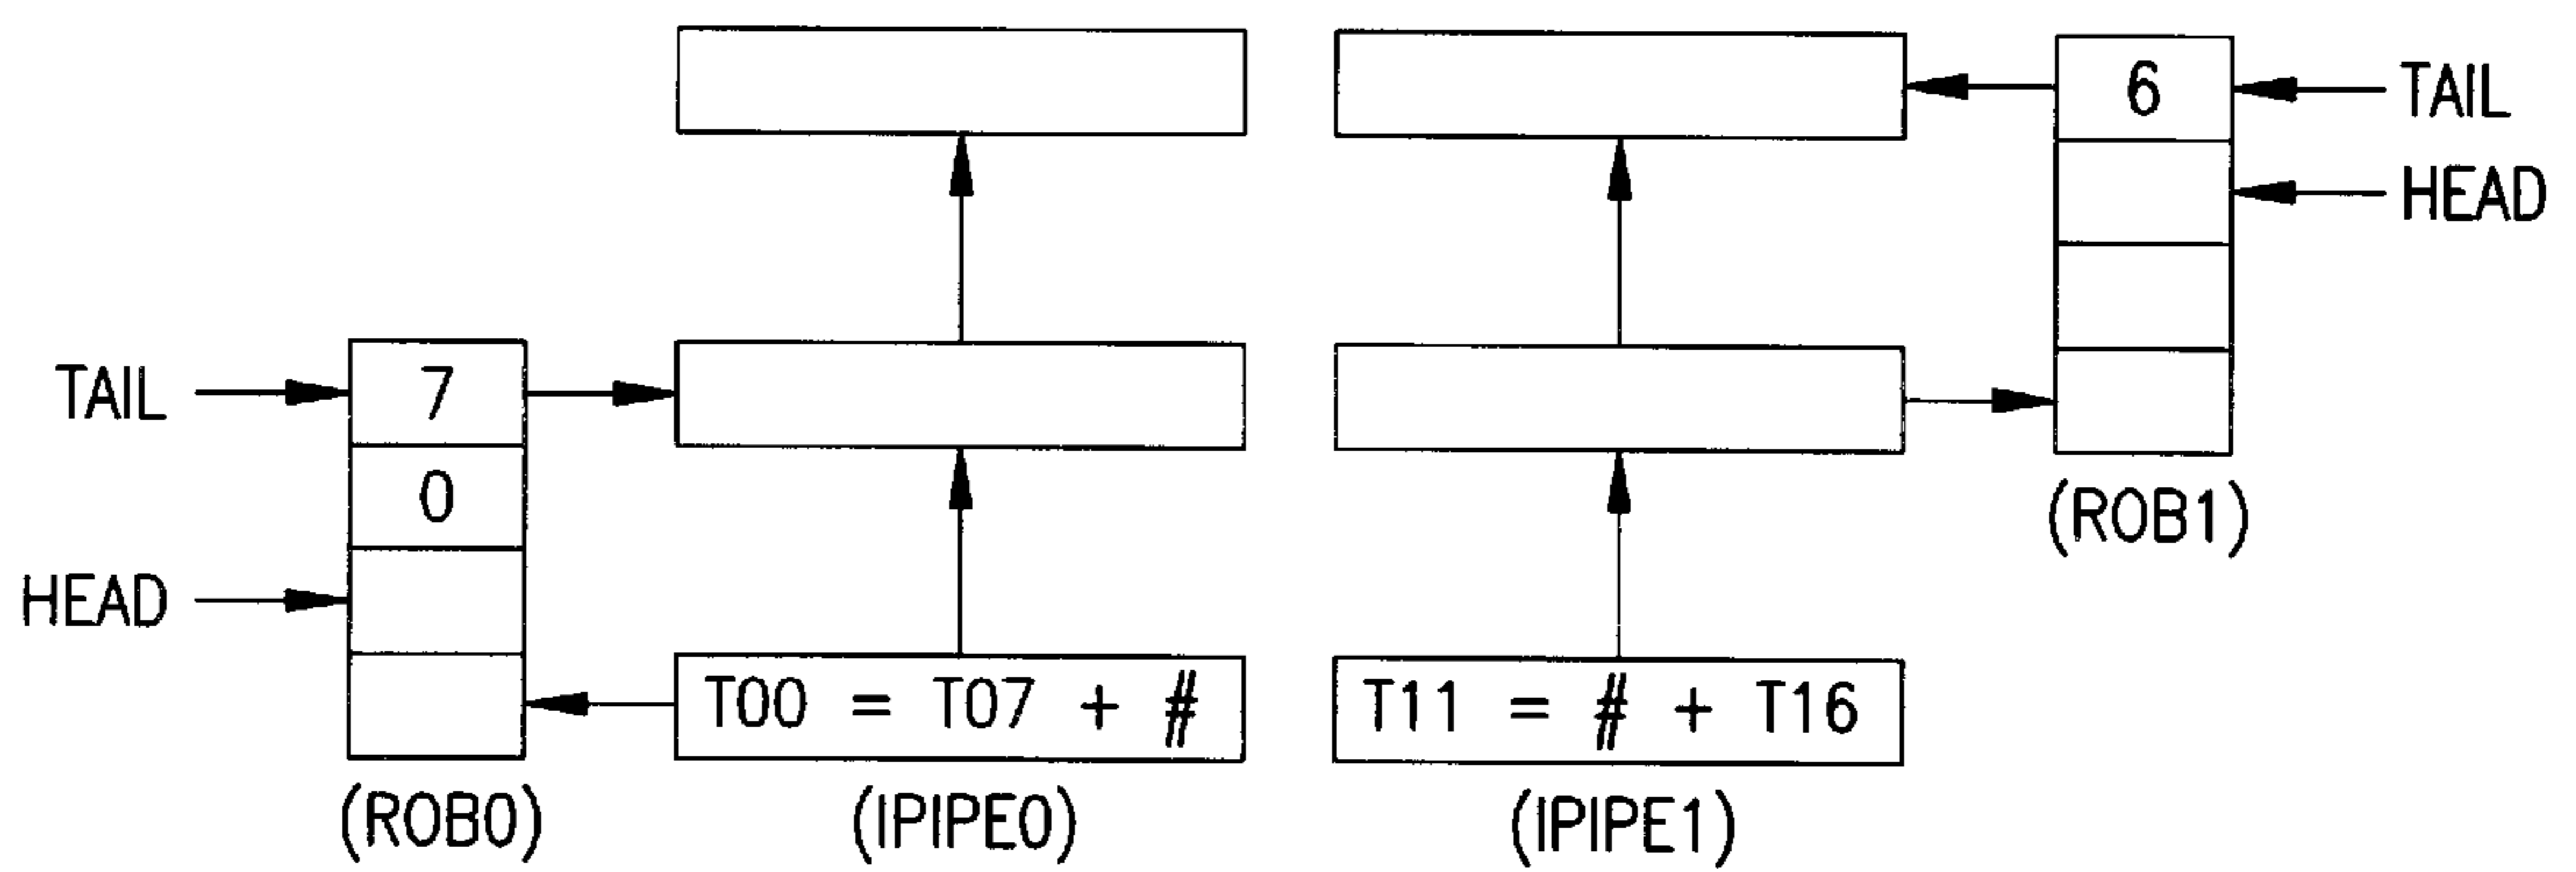 6
TAIL
HEAD
TAIL
7
0
HEAD
(ROB1)
T00 = T07 + #
T11 = # + T16
(ROB0)
(IPIPE0)
(IPIPE1)